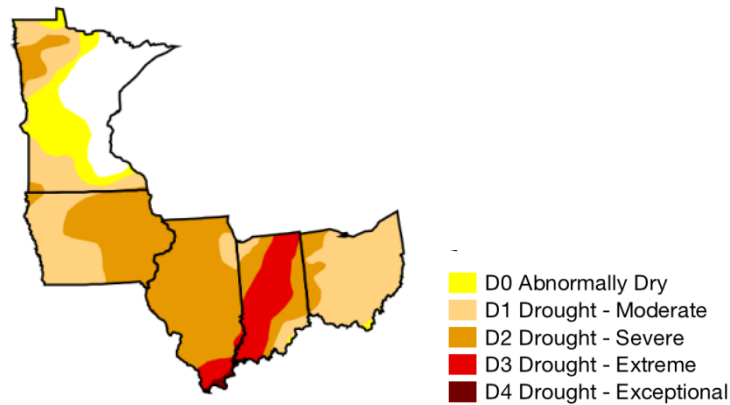 D0 Abnormally Dry
D1 Drought - Moderate
D2 Drought - Severe
D3 Drought - Extreme
D4 Drought - Exceptional